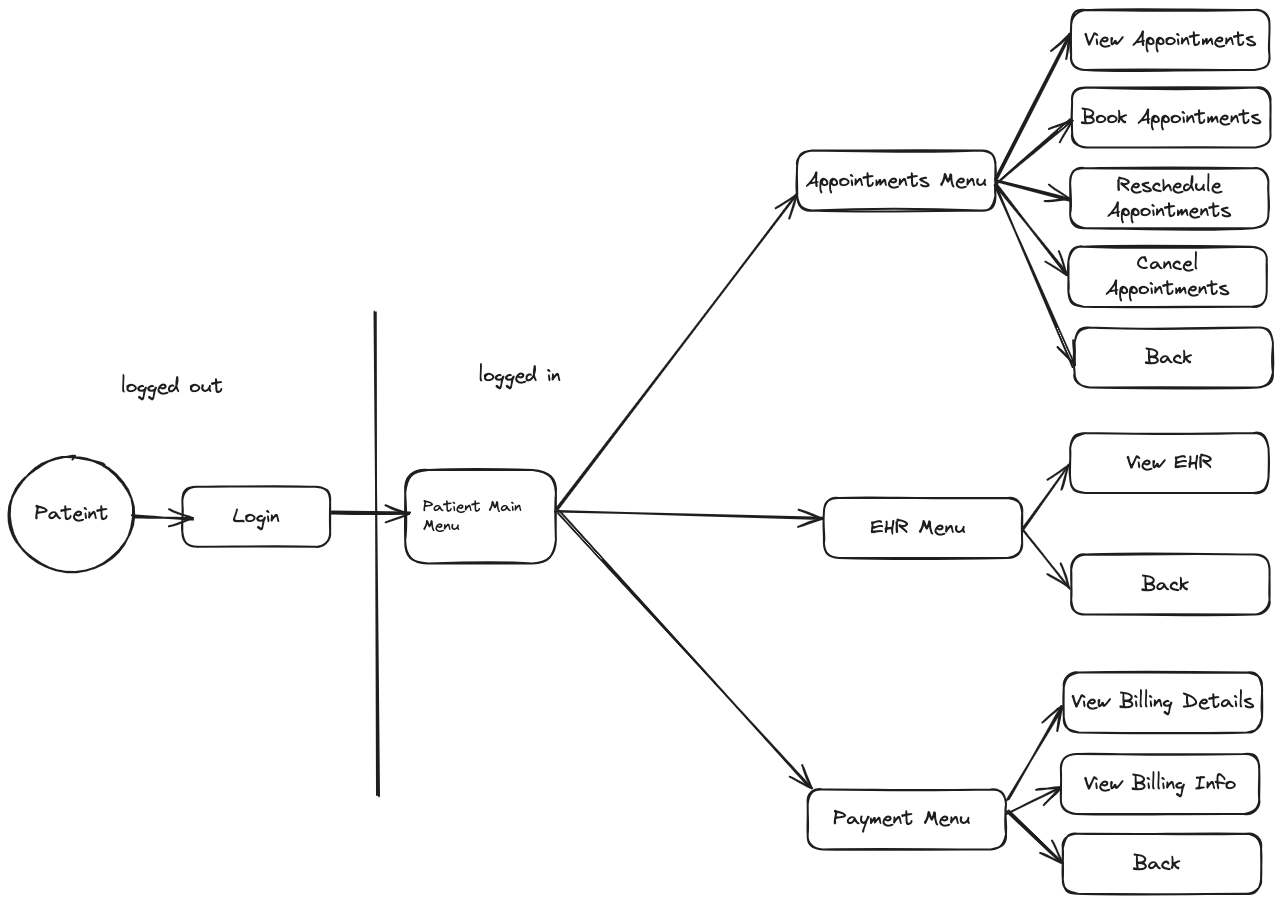 View Appointments
Book Appointments
Appointments Menu
Reschedule
Appointments
Cancel
Appointments
Back
logged out
logged in
Pateint
Login
Patient Main
Menu
View EHR
EHR Menu
Back
View Billing Details
View Billing Info
Payment Menu
Back